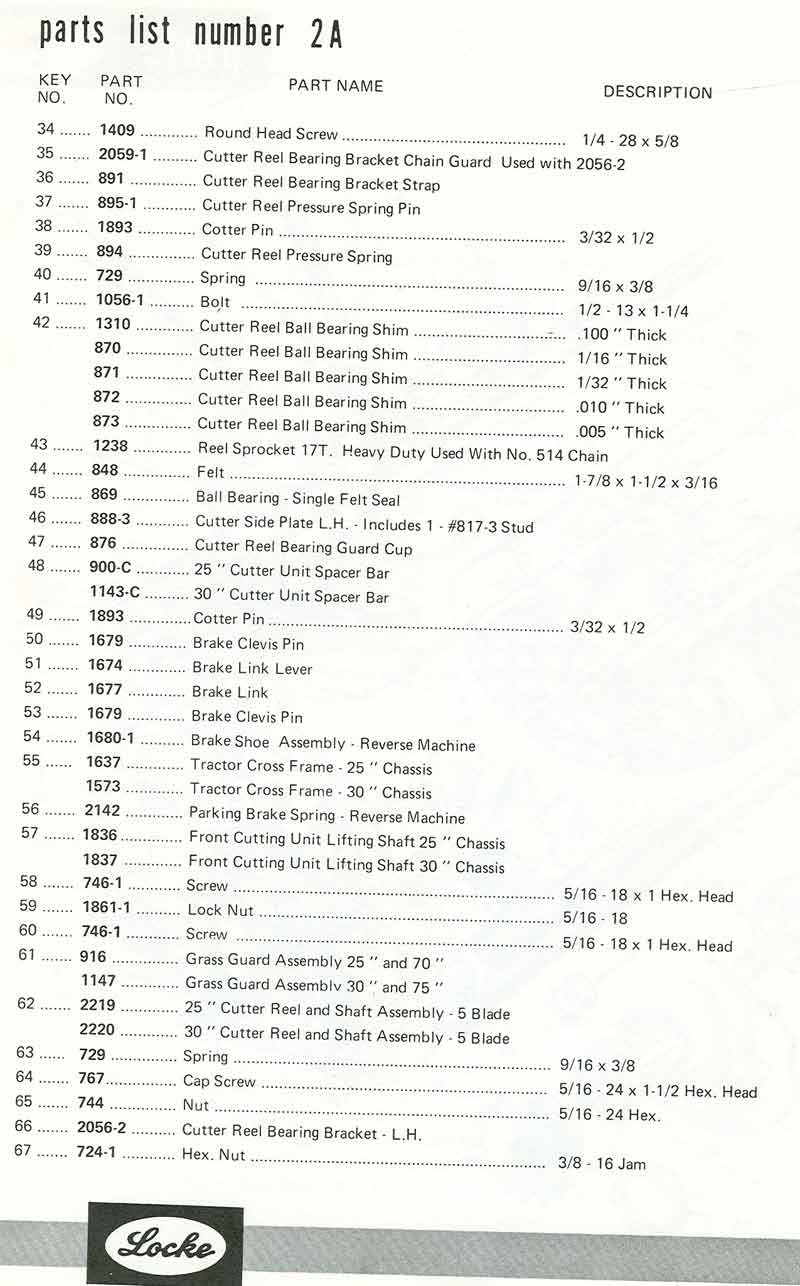 parts list number 2A
KEY NO. PART NO. PART NAME DESCRIPTION
34 ....... 1409 ............ Round Head Screw ................ 1/4 - 28 x 5/8
35 ....... 2059-1 ........... Cutter Reel Bearing Bracket Chain Guard Used with 2056-2
36 ....... 891 .............. Cutter Reel Bearing Bracket Strap
37 ....... 895-1 ............ Cutter Reel Pressure Spring Pin
38 ....... 1893 ............ Cotter Pin ................ 3/32 x 1/2
39 ....... 894 .............. Cutter Reel Pressure Spring
40 ....... 729 .............. Spring ................ 9/16 x 3/8
41 ....... 1056-1 .......... Bolt ................ 1/2 - 13 x 1-1/4
42 ....... 1310 ............ Cutter Reel Ball Bearing Shim ................ .100 " Thick
870 .............. Cutter Reel Ball Bearing Shim ................ 1/16 " Thick
871 .............. Cutter Reel Ball Bearing Shim ................ 1/32 " Thick
872 .............. Cutter Reel Ball Bearing Shim ................ .010 " Thick
873 .............. Cutter Reel Ball Bearing Shim ................ .005 " Thick
43 ....... 1238 ............ Reel Sprocket 17T. Heavy Duty Used With No. 514 Chain
44 ....... 848 .............. Felt ................ 1-7/8 x 1-1/2 x 3/16
45 ....... 869 .............. Ball Bearing - Single Felt Seal
46 ....... 888-3 ............ Cutter Side Plate L.H. - Includes 1 - #817-3 Stud
47 ....... 876 .............. Cutter Reel Bearing Guard Cup
48 ....... 900-C ............ 25 " Cutter Unit Spacer Bar
1143-C .......... 30 " Cutter Unit Spacer Bar
49 ....... 1893 ............. Cotter Pin ................ 3/32 x 1/2
50 ....... 1679 ............ Brake Clevis Pin
51 ....... 1674 ............ Brake Link Lever
52 ....... 1677 ............ Brake Link
53 ....... 1679 ............ Brake Clevis Pin
54 ....... 1680-1 .......... Brake Shoe Assembly - Reverse Machine
55 ...... 1637 ............ Tractor Cross Frame - 25 " Chassis
1573 ............ Tractor Cross Frame - 30 " Chassis
56 ....... 2142 ............ Parking Brake Spring - Reverse Machine
57 ....... 1836 ............ Front Cutting Unit Lifting Shaft 25 " Chassis
1837 ............ Front Cutting Unit Lifting Shaft 30 " Chassis
58 ....... 746-1 ............ Screw ................ 5/16 - 18 x 1 Hex. Head
59 ....... 1861-1 .......... Lock Nut ................ 5/16 - 18
60 ....... 746-1 ............ Screw ................ 5/16 - 18 x 1 Hex. Head
61 ....... 916 .............. Grass Guard Assembly 25 " and 70 "
1147 ............ Grass Guard Assembly 30 " and 75 "
62 ....... 2219 ............ 25 " Cutter Reel and Shaft Assembly - 5 Blade
2220 ............ 30 " Cutter Reel and Shaft Assembly - 5 Blade
63 ...... 729 .............. Spring ................ 9/16 x 3/8
64 ....... 767 .............. Cap Screw ................ 5/16 - 24 x 1-1/2 Hex. Head
65 ....... 744 .............. Nut ................ 5/16 - 24 Hex.
66 ....... 2056-2 .......... Cutter Reel Bearing Bracket - L.H.
67 ....... 724-1 ............ Hex. Nut ................ 3/8 - 16 Jam
Locke